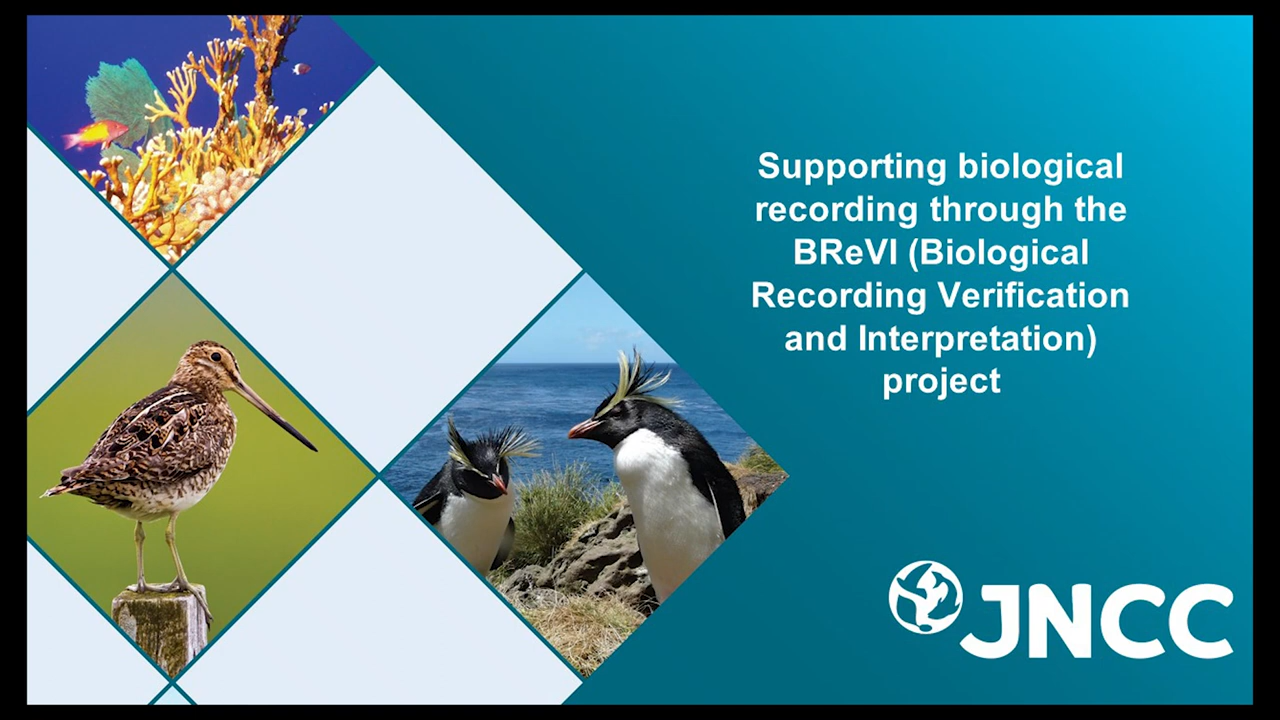 Supporting biological
recording through the
BReVI (Biological
Recording Verification
and Interpretation)
project
JNCC